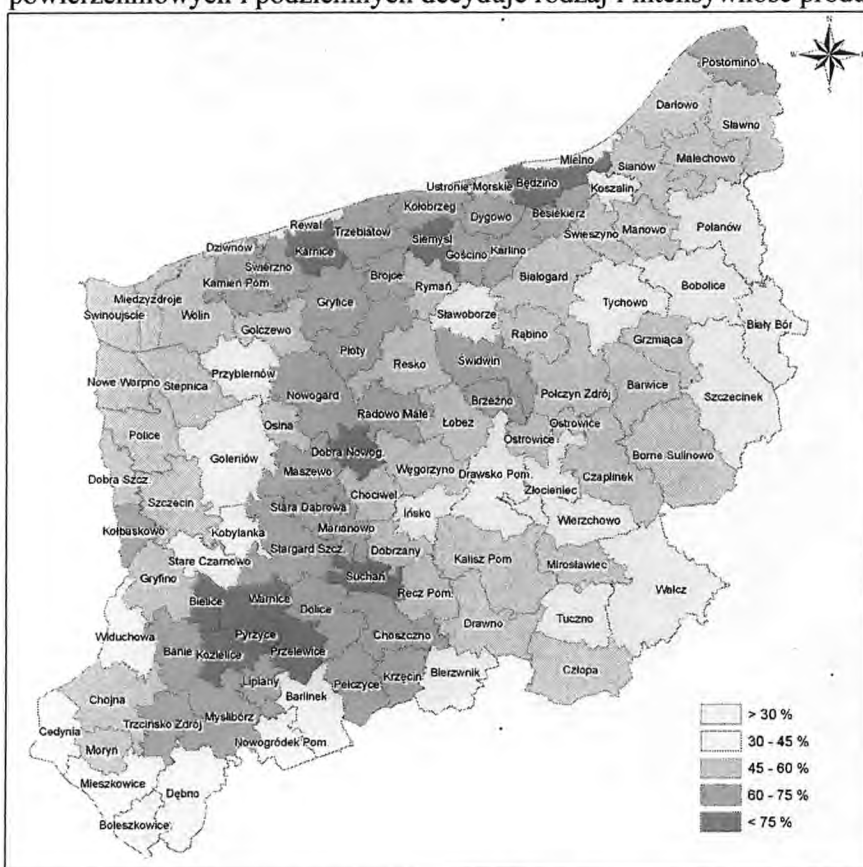 powierzchniowych i podziemnych decyduje rodzaj i intensywność produ
N
W
S
Postomino
Darłowo
Sławno
Mielno
Sianów
Malechowo
Ustronie Morskie
Będzino
Koszalin
Kołobrzeg
Rewal
Trzebiatów
Dygowo
Besiekierz
Polanów
Siemyśl
Świeszyno
Manowo
Dziwnów
Karnice
Gościno
Karlino
Świerzno
Brojce
Białogard
Bobolice
Kamień Pom.
Rymań
Tychowo
Międzyzdroje
Gryfice
Świnoujście
Wolin
Sławoborze
Biały Bór
Golczewo
Rąbino
Grzmiąca
Płoty
Resko
Świdwin
Przybiernów
Barwice
Szczecinek
Nowe Warpno
Stepnica
Połczyn Zdrój
Nowogard
Brzeżno
Radowo Małe
Ostrowice
Police
Osina
Łobez
Ostrowice
Borne Sulinowo
Goleniów
Dobra Nowog.
Maszewo
Węgorzyno
Drawsko Pom.
Czaplinek
Dobra Szcz.
Złocieniec
Szczecin
Chociwel
Stara Dąbrowa
Ińsko
Wierzchowo
Kołbaskowo
Kobylanka
Marianowo
Stargard Szcz.
Dobrzany
Stare Czarnowo
Kalisz Pom
Mirosławiec
Gryfino
Suchań
Wałcz
Bielice
Warnice
Dolice
Recz Pom.
Tuczno
Widuchowa
Pyrzyce
Choszczno
Drawno
Banie
Kozielice
Przelewice
Krzęcin
Bierzwnik
Człopa
Lipiany
Pełczyce
Chojna
Barlinek
Cedynia
Trzcińsko Zdrój
Myślibórz
Moryń
Nowogródek Pom.
Mieszkowice
Dębno
Boleszkowice
> 30 %
30 - 45 %
45 - 60 %
60 - 75 %
< 75 %